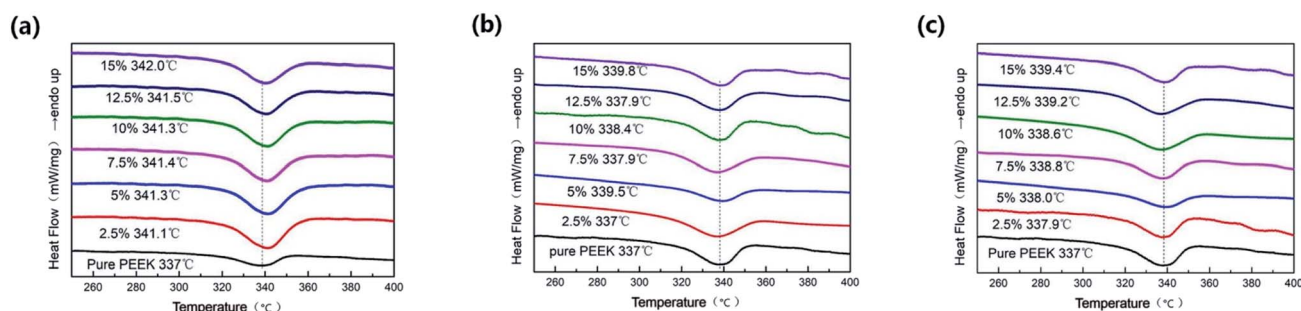 (a)
Heat Flow（mW/mg）→endo up
15% 342.0℃
12.5% 341.5℃
10% 341.3℃
7.5% 341.4℃
5% 341.3℃
2.5% 341.1℃
Pure PEEK 337℃
260 280 300 320 340 360 380 400
Temperature（℃）
(b)
Heat Flow（mW/mg）→endo up
15% 339.8℃
12.5% 337.9℃
10% 338.4℃
7.5% 337.9℃
5% 339.5℃
2.5% 337℃
pure PEEK 337℃
260 280 300 320 340 360 380 400
Temperature（℃）
(c)
Heat Flow（mW/mg）→endo up
15% 339.4℃
12.5% 339.2℃
10% 338.6℃
7.5% 338.8℃
5% 338.0℃
2.5% 337.9℃
Pure PEEK 337℃
260 280 300 320 340 360 380 400
Temperature（℃）